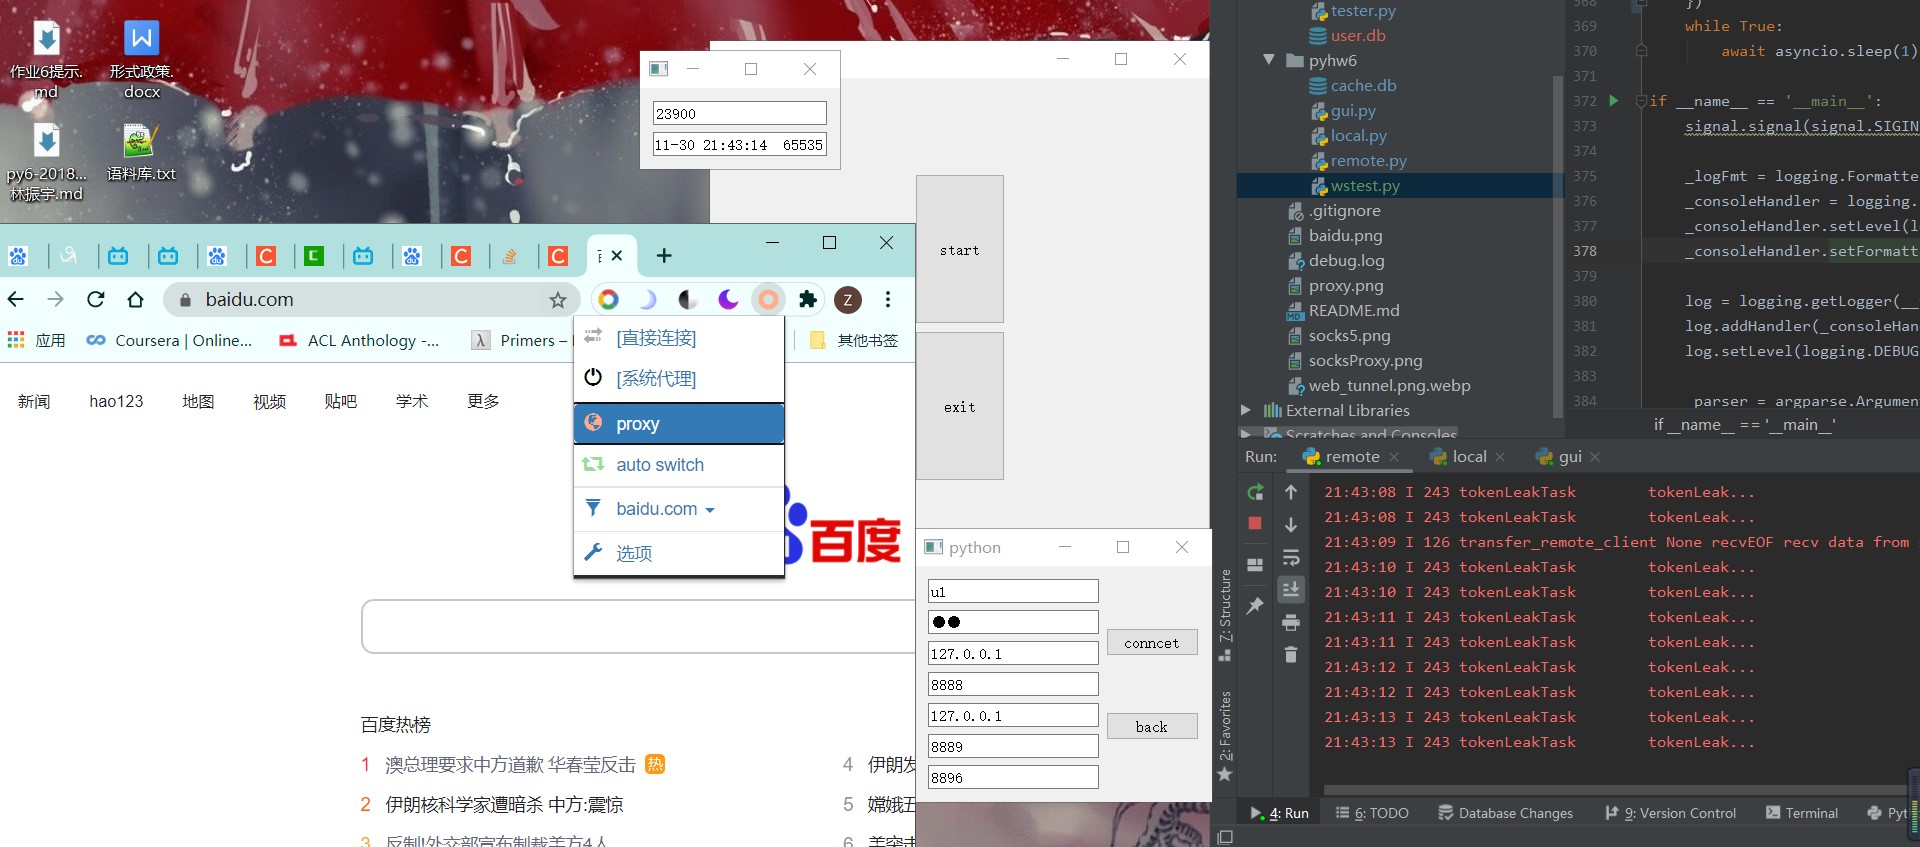 作业6提示.
md
形式政策.
docx
py6-2018...
林振宇.md
语料库.txt
23900
11-30 21:43:14 65535
start
exit
baidu.com
Z
应用
Coursera | Online...
ACL Anthology -...
Primers –
其他书签
[直接连接]
[系统代理]
proxy
auto switch
baidu.com
选项
新闻
hao123
地图
视频
贴吧
学术
更多
百度
百度热榜
1 澳总理要求中方道歉 华春莹反击 热
2 伊朗核科学家遭暗杀 中方:震惊
3 反制!外交部宣布制裁美方4人
4 伊朗发
5 嫦娥五
6 美突击
python
u1
127.0.0.1
8888
127.0.0.1
8889
8896
conncet
back
tester.py
user.db
pyhw6
cache.db
gui.py
local.py
remote.py
wstest.py
.gitignore
baidu.png
debug.log
proxy.png
README.md
socks5.png
socksProxy.png
web_tunnel.png.webp
External Libraries
Scratches and Consoles
368 })
369 while True:
370 await asyncio.sleep(1)
371
372 if __name__ == '__main__':
373 signal.signal(signal.SIGIN
374
375 _logFmt = logging.Formatte
376 _consoleHandler = logging.
377 _consoleHandler.setLevel(l
378 _consoleHandler.setFormatt
379
380 log = logging.getLogger(__
381 log.addHandler(_consoleHan
382 log.setLevel(logging.DEBUG
383
384 parser = argparse.Argumen
if __name__ == '__main__'
Run: remote local gui
21:43:08 I 243 tokenLeakTask tokenLeak...
21:43:08 I 243 tokenLeakTask tokenLeak...
21:43:09 I 126 transfer_remote_client None recvEOF recv data from
21:43:10 I 243 tokenLeakTask tokenLeak...
21:43:10 I 243 tokenLeakTask tokenLeak...
21:43:11 I 243 tokenLeakTask tokenLeak...
21:43:11 I 243 tokenLeakTask tokenLeak...
21:43:12 I 243 tokenLeakTask tokenLeak...
21:43:12 I 243 tokenLeakTask tokenLeak...
21:43:13 I 243 tokenLeakTask tokenLeak...
21:43:13 I 243 tokenLeakTask tokenLeak...
7: Structure
2: Favorites
4: Run
6: TODO
Database Changes
9: Version Control
Terminal
Pyt